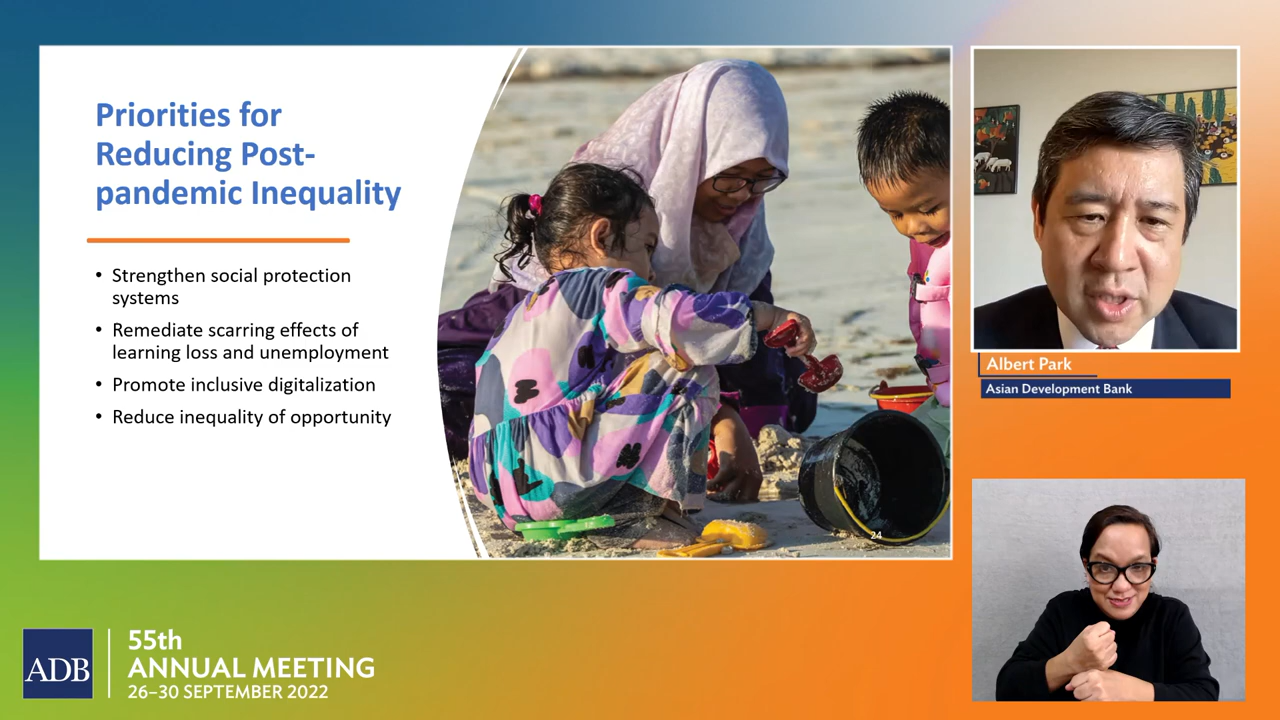 Priorities for
Reducing Post-
pandemic Inequality
• Strengthen social protection
systems
• Remediate scarring effects of
learning loss and unemployment
• Promote inclusive digitalization
• Reduce inequality of opportunity
24
Albert Park
Asian Development Bank
ADB
55th
ANNUAL MEETING
26–30 SEPTEMBER 2022